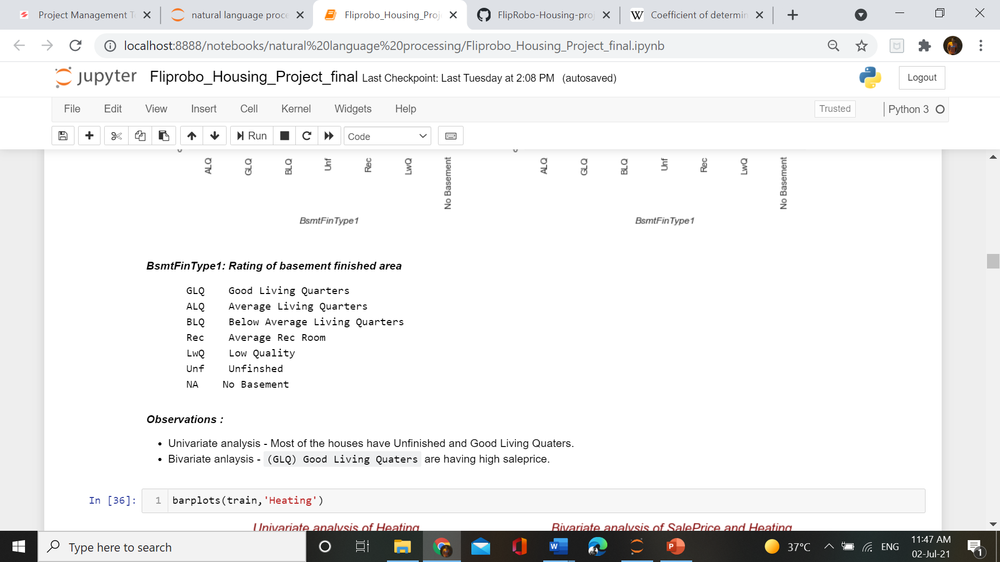 Project Management T
natural language proce
Fliprobo_Housing_Proj
FlipRobo-Housing-proj
W Coefficient of determin
localhost:8888/notebooks/natural%20language%20processing/Fliprobo_Housing_Project_final.ipynb
jupyter Fliprobo_Housing_Project_final Last Checkpoint: Last Tuesday at 2:08 PM (autosaved)
Logout
File Edit View Insert Cell Kernel Widgets Help
Trusted
Python 3
Run
Code
ALQ GLQ BLQ Unf Rec LwQ No Basement
ALQ GLQ BLQ Unf Rec LwQ No Basement
BsmtFinType1
BsmtFinType1
BsmtFinType1: Rating of basement finished area
GLQ Good Living Quarters
ALQ Average Living Quarters
BLQ Below Average Living Quarters
Rec Average Rec Room
LwQ Low Quality
Unf Unfinshed
NA No Basement
Observations :
• Univariate analysis - Most of the houses have Unfinished and Good Living Quaters.
• Bivariate anlaysis - (GLQ) Good Living Quaters are having high saleprice.
In [36]: 1 barplots(train,'Heating')
Univariate analysis of Heating
Bivariate analysis of SalePrice and Heating
Type here to search
W
P
37°C
ENG
11:47 AM
02-Jul-21
1